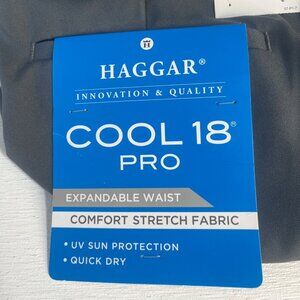 HAGGAR®
INNOVATION & QUALITY
COOL 18®
PRO
EXPANDABLE WAIST
COMFORT STRETCH FABRIC
• UV SUN PROTECTION
• QUICK DRY